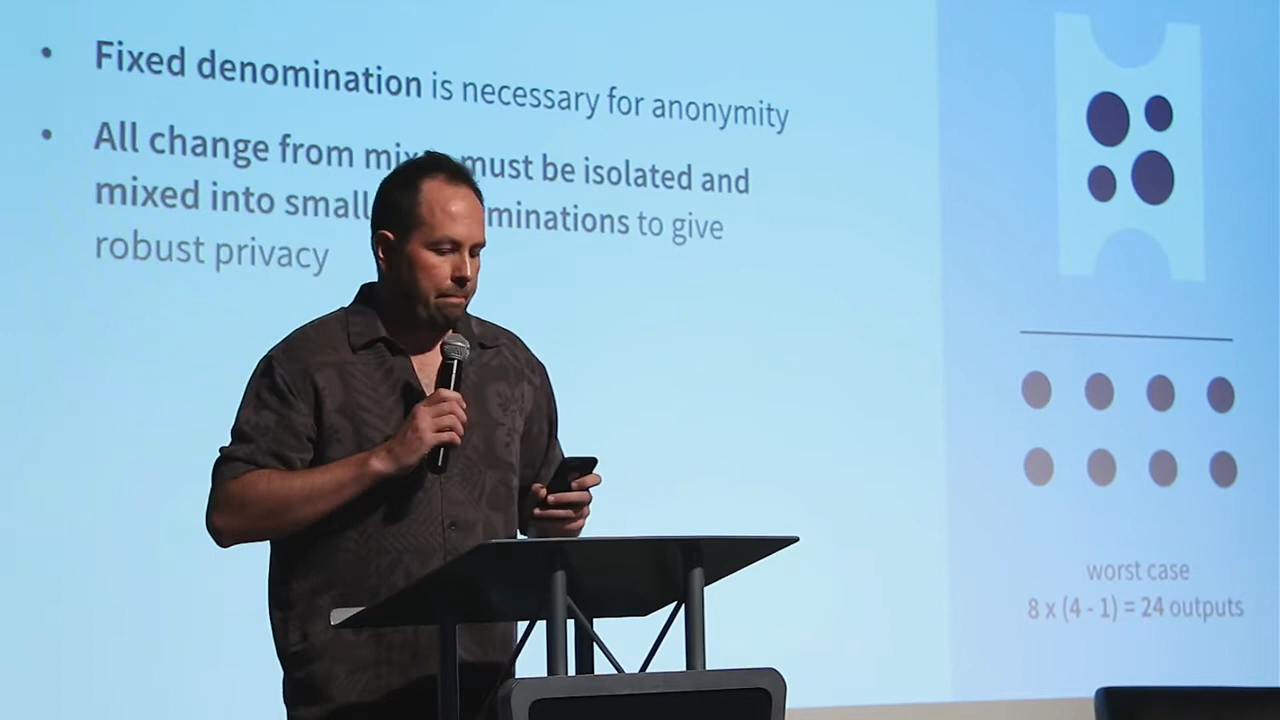 • Fixed denomination is necessary for anonymity
• All change from must be isolated and
mixed into to give
robust privacy
worst case
8 x (4 - 1) = 24 outputs